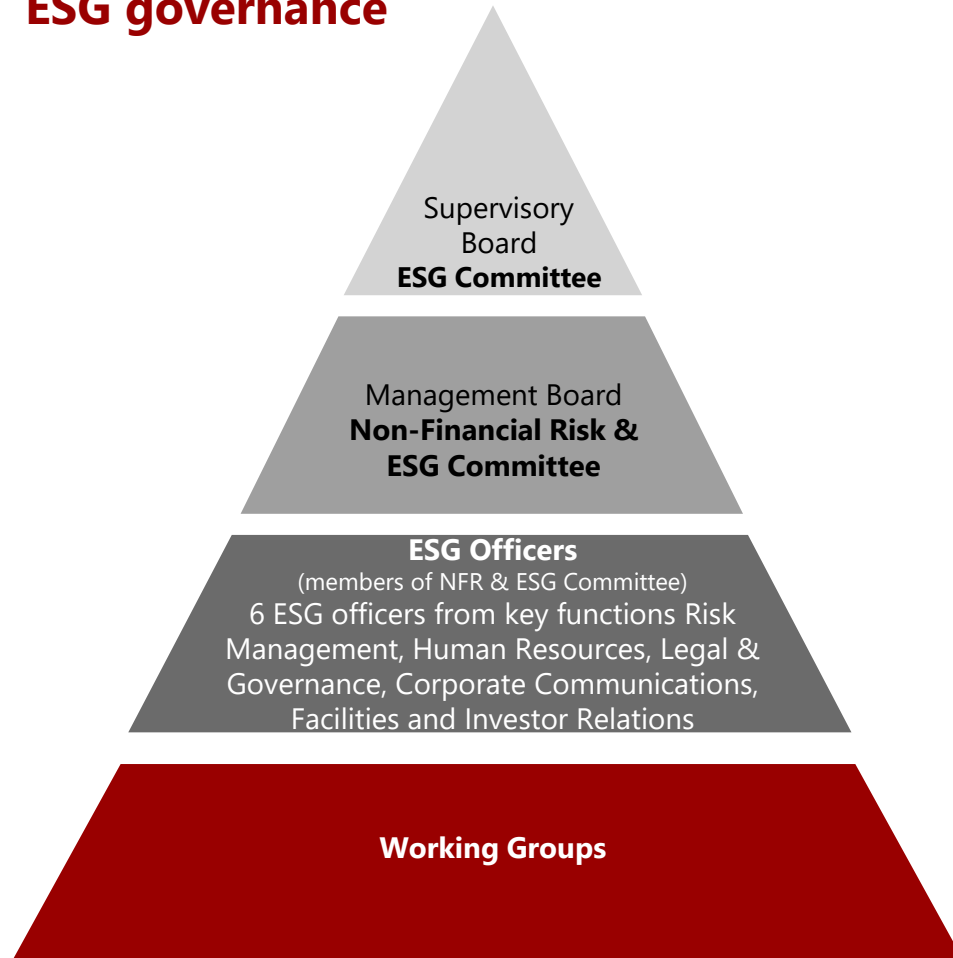 ESG governance
Supervisory
Board
ESG Committee
Management Board
Non-Financial Risk &
ESG Committee
ESG Officers
(members of NFR & ESG Committee)
6 ESG officers from key functions Risk
Management, Human Resources, Legal &
Governance, Corporate Communications,
Facilities and Investor Relations
Working Groups